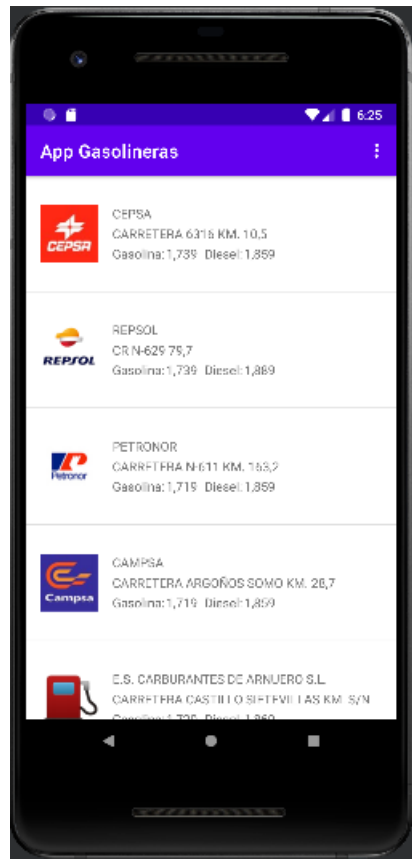 6:25
App Gasolineras
CEPSA
CEPSA
CARRETERA 6316 KM. 10,5
Gasolina: 1,739 Diesel: 1,859
REPSOL
REPSOL
CR N-629 79,7
Gasolina: 1,739 Diesel: 1,889
Petronor
PETRONOR
CARRETERA N-611 KM. 163,2
Gasolina: 1,719 Diesel: 1,859
Campsa
CAMPSA
CARRETERA ARGOÑOS SOMO KM. 28,7
Gasolina: 1,719 Diesel: 1,859
E.S. CARBURANTES DE ARNUERO S.L.
CARRETERA CASTILLO SIETEVILLAS KM. S/N